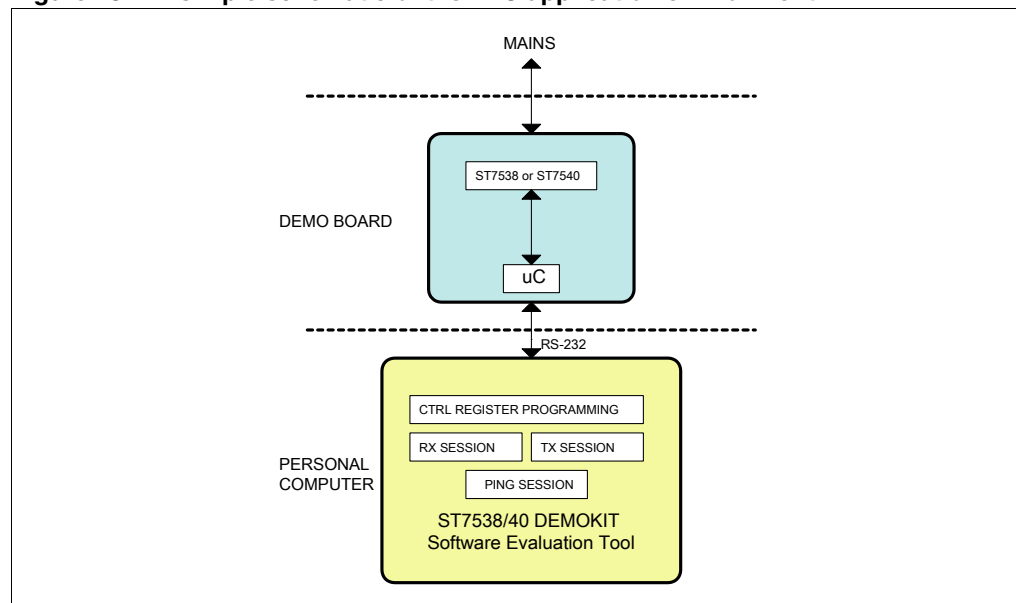 MAINS
ST7538 or ST7540
DEMO BOARD
uC
RS-232
CTRL REGISTER PROGRAMMING
RX SESSION
TX SESSION
PERSONAL
COMPUTER
PING SESSION
ST7538/40 DEMOKIT
Software Evaluation Tool